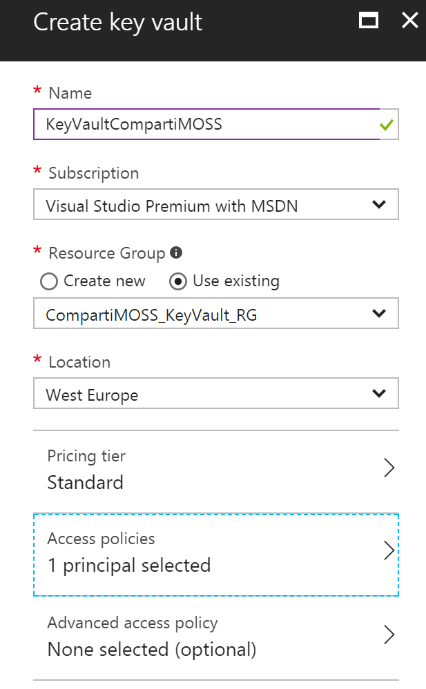 Create key vault
* Name
KeyVaultCompartiMOSS
* Subscription
Visual Studio Premium with MSDN
* Resource Group
Create new Use existing
CompartiMOSS_KeyVault_RG
* Location
West Europe
Pricing tier
Standard
Access policies
1 principal selected
Advanced access policy
None selected (optional)